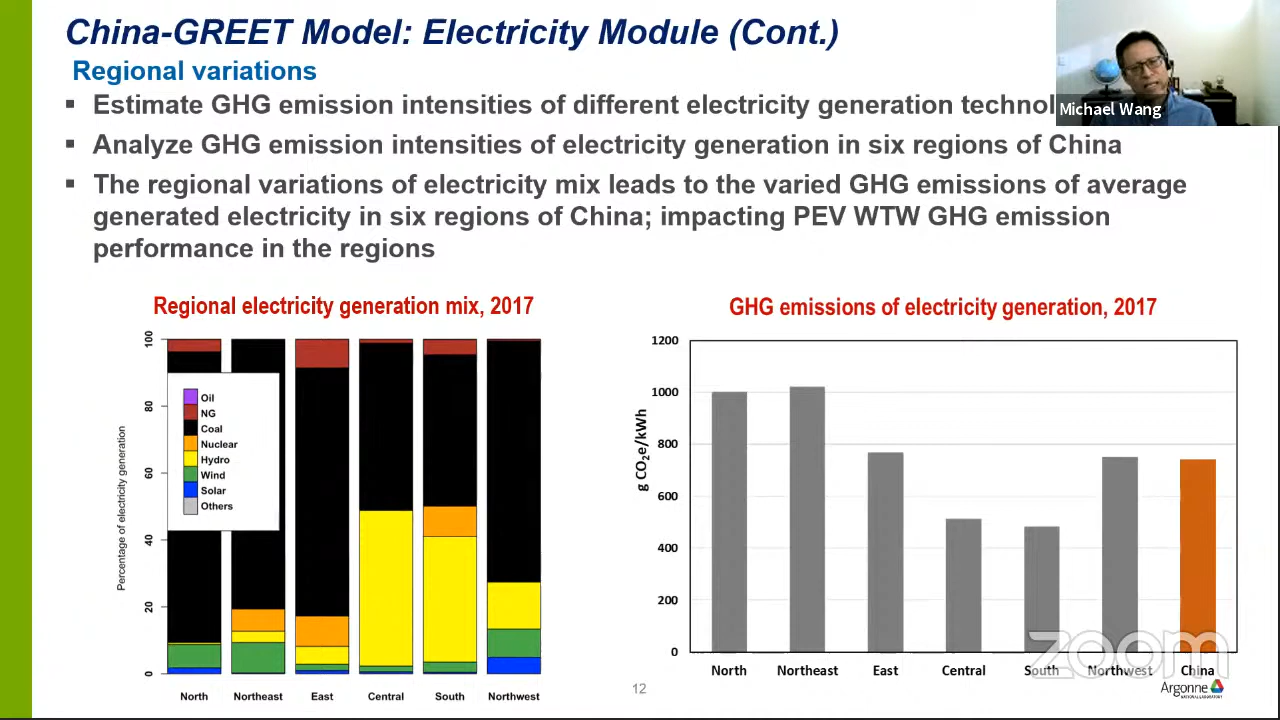 China-GREET Model: Electricity Module (Cont.)
Regional variations
▪ Estimate GHG emission intensities of different electricity generation technol
Michael Wang
▪ Analyze GHG emission intensities of electricity generation in six regions of China
▪ The regional variations of electricity mix leads to the varied GHG emissions of average
generated electricity in six regions of China; impacting PEV WTW GHG emission
performance in the regions
Regional electricity generation mix, 2017
Percentage of electricity generation
100
80
60
40
20
0
Oil
NG
Coal
Nuclear
Hydro
Wind
Solar
Others
North Northeast East Central South Northwest
GHG emissions of electricity generation, 2017
g CO₂e/kWh
1200
1000
800
600
400
200
0
North Northeast East Central South Northwest China
zoom
12
Argonne
NATIONAL LABORATORY